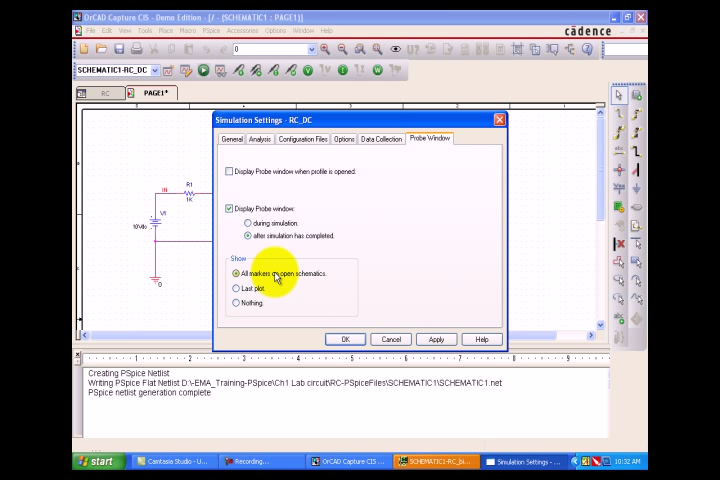 OrCAD Capture CIS - Demo Edition - [/ - (SCHEMATIC1 : PAGE1)]
File Edit View Tools Place Macro PSpice Accessories Options Window Help
cādence
0
SCHEMATIC1-RC_DC
RC
PAGE1*
Simulation Settings - RC_DC
General Analysis Configuration Files Options Data Collection Probe Window
Display Probe window when profile is opened.
Display Probe window:
during simulation.
after simulation has completed.
Show
All markers on open schematics.
Last plot.
Nothing.
OK Cancel Apply Help
IN
R1
1K
V1
10Vdc
0
Creating PSpice Netlist
Writing PSpice Flat Netlist D:\-EMA_Training-PSpice\Ch1 Lab circuit\RC-PSpiceFiles\SCHEMATIC1\SCHEMATIC1.net
PSpice netlist generation complete
start
Camtasia Studio - U...
Recording...
OrCAD Capture CIS ...
SCHEMATIC1-RC_bi...
Simulation Settings - ...
10:32 AM